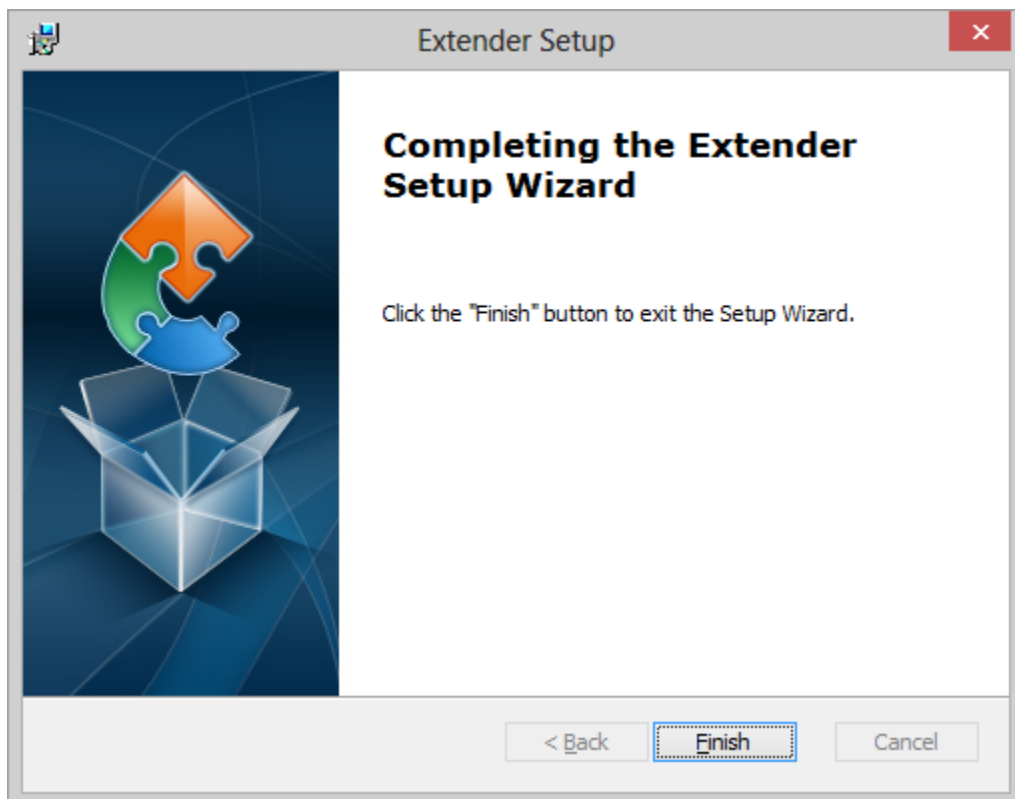 Extender Setup
Completing the Extender
Setup Wizard
Click the "Finish" button to exit the Setup Wizard.
< Back
Finish
Cancel